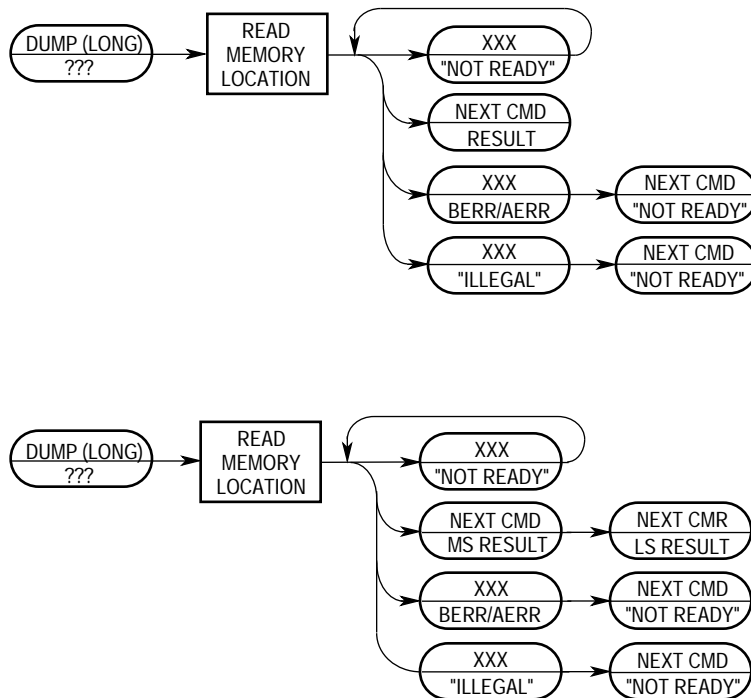 DUMP (LONG)
???
READ
MEMORY
LOCATION
XXX
"NOT READY"
NEXT CMD
RESULT
XXX
BERR/AERR
NEXT CMD
"NOT READY"
XXX
"ILLEGAL"
NEXT CMD
"NOT READY"
DUMP (LONG)
???
READ
MEMORY
LOCATION
XXX
"NOT READY"
NEXT CMD
MS RESULT
NEXT CMR
LS RESULT
XXX
BERR/AERR
NEXT CMD
"NOT READY"
XXX
"ILLEGAL"
NEXT CMD
"NOT READY"